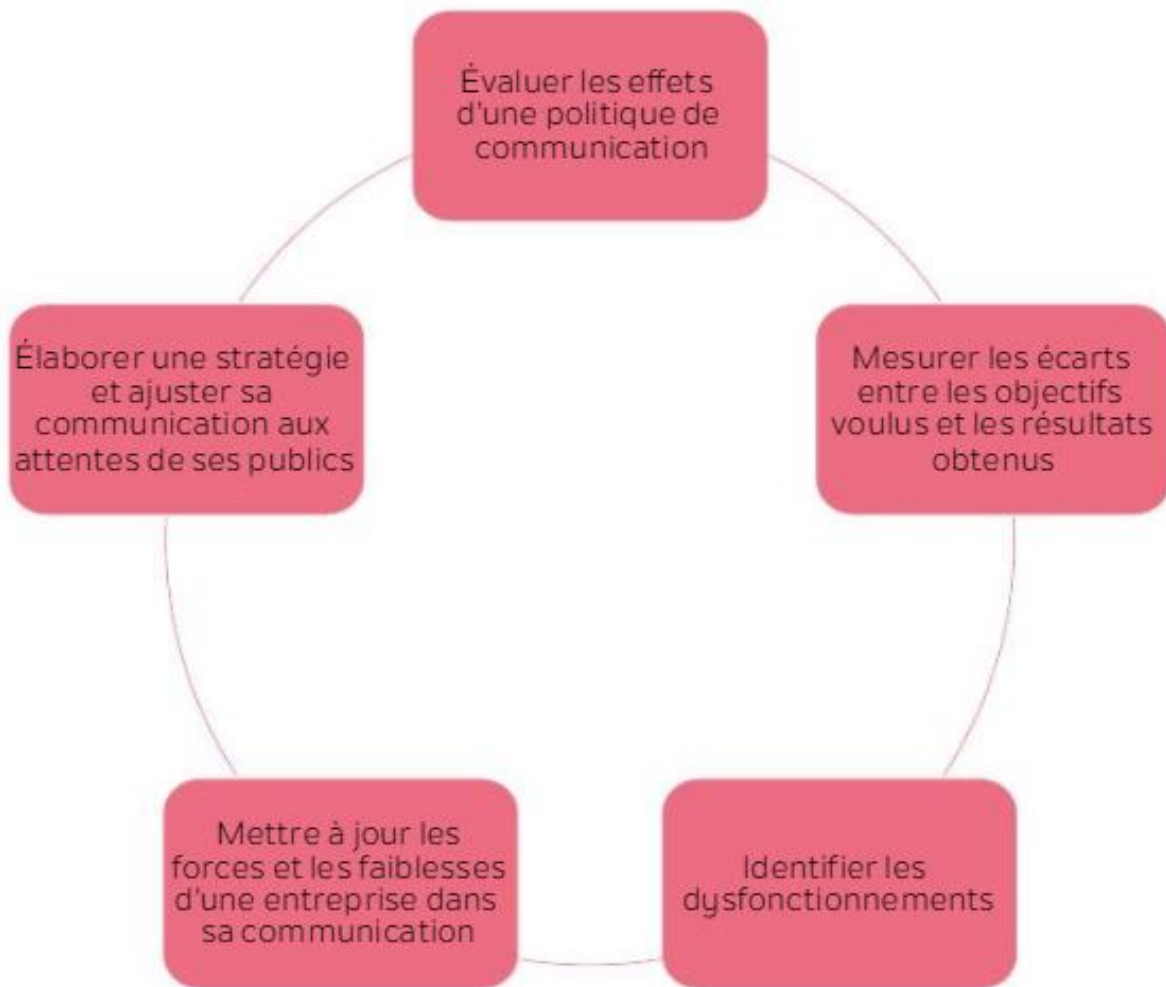 Évaluer les effets
d'une politique de
communication
Mesurer les écarts
entre les objectifs
voulus et les résultats
obtenus
Identifier les
dysfonctionnements
Mettre à jour les
forces et les faiblesses
d'une entreprise dans
sa communication
Élaborer une stratégie
et ajuster sa
communication aux
attentes de ses publics